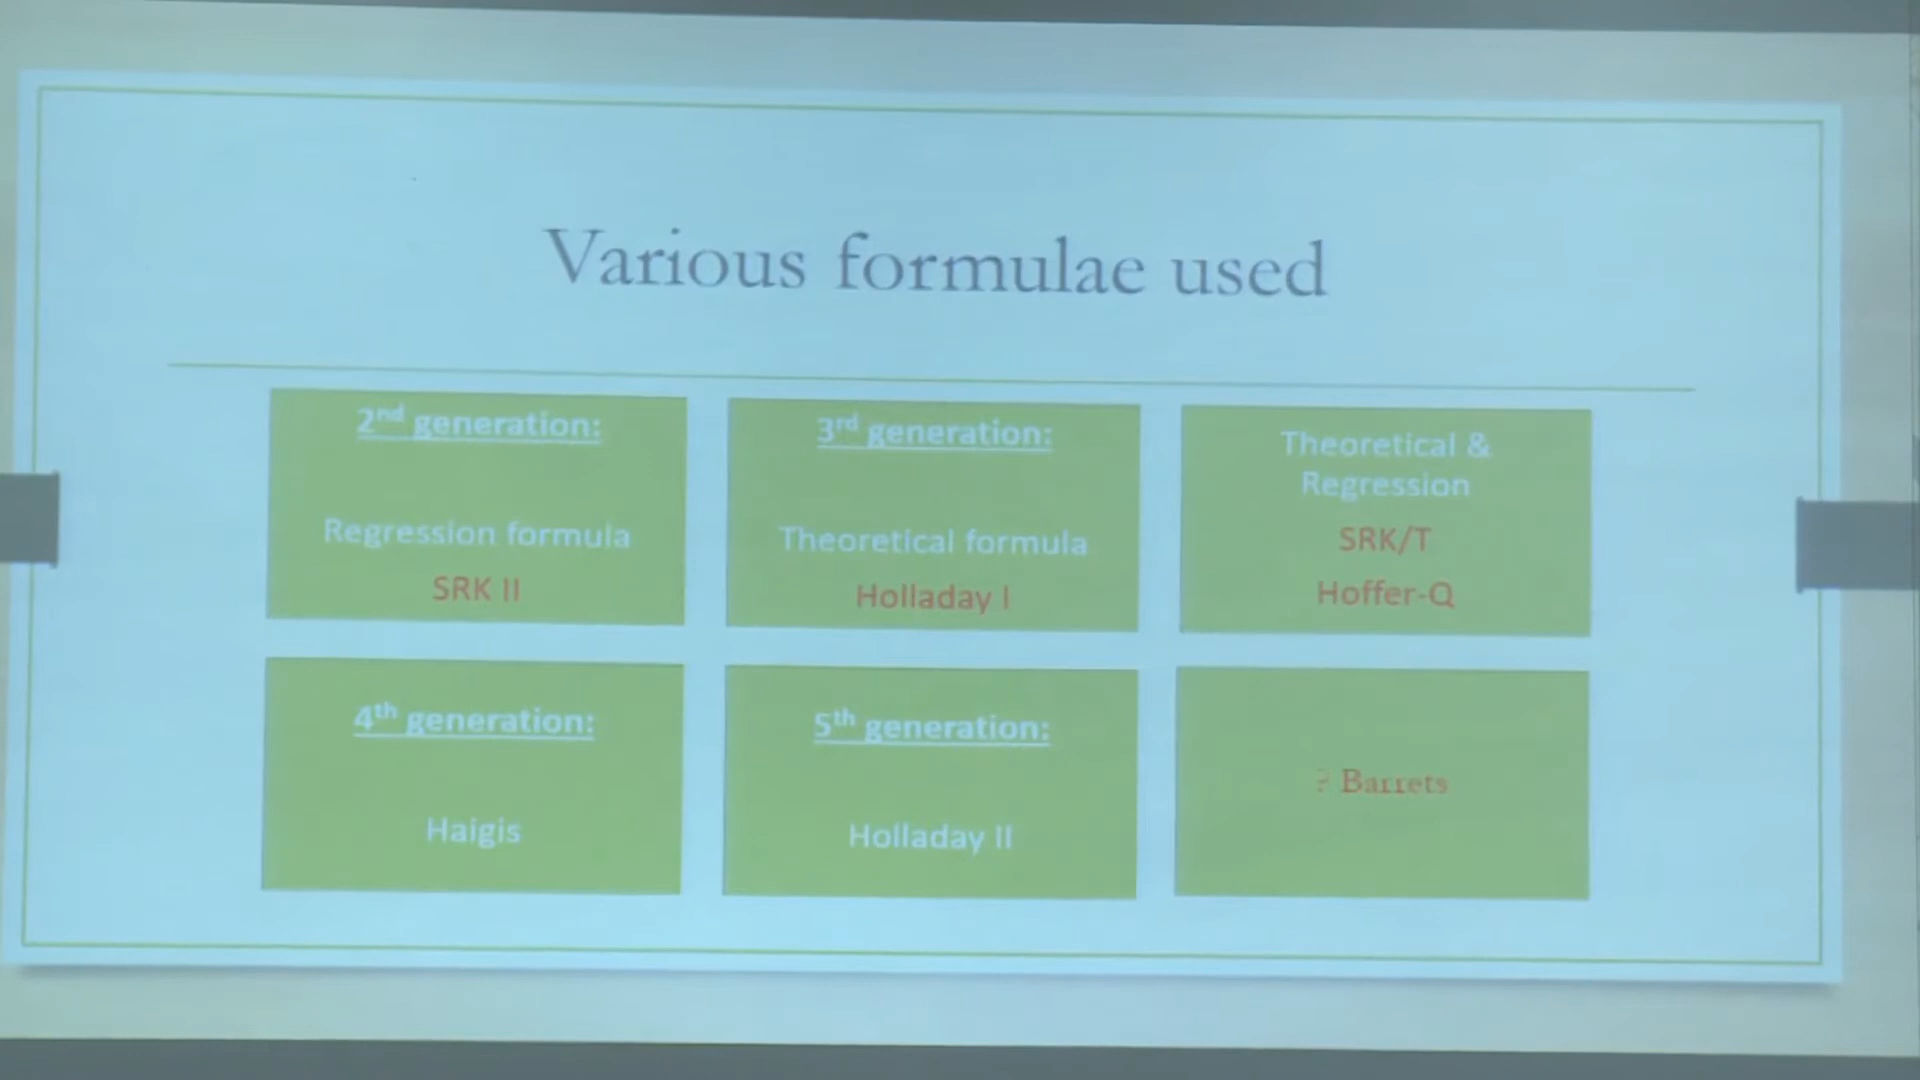 Various formulae used
2nd generation:
Regression formula
SRK II
3rd generation:
Theoretical formula
Holladay I
Theoretical &
Regression
SRK/T
Hoffer-Q
4th generation:
Haigis
5th generation:
Holladay II
? Barrets